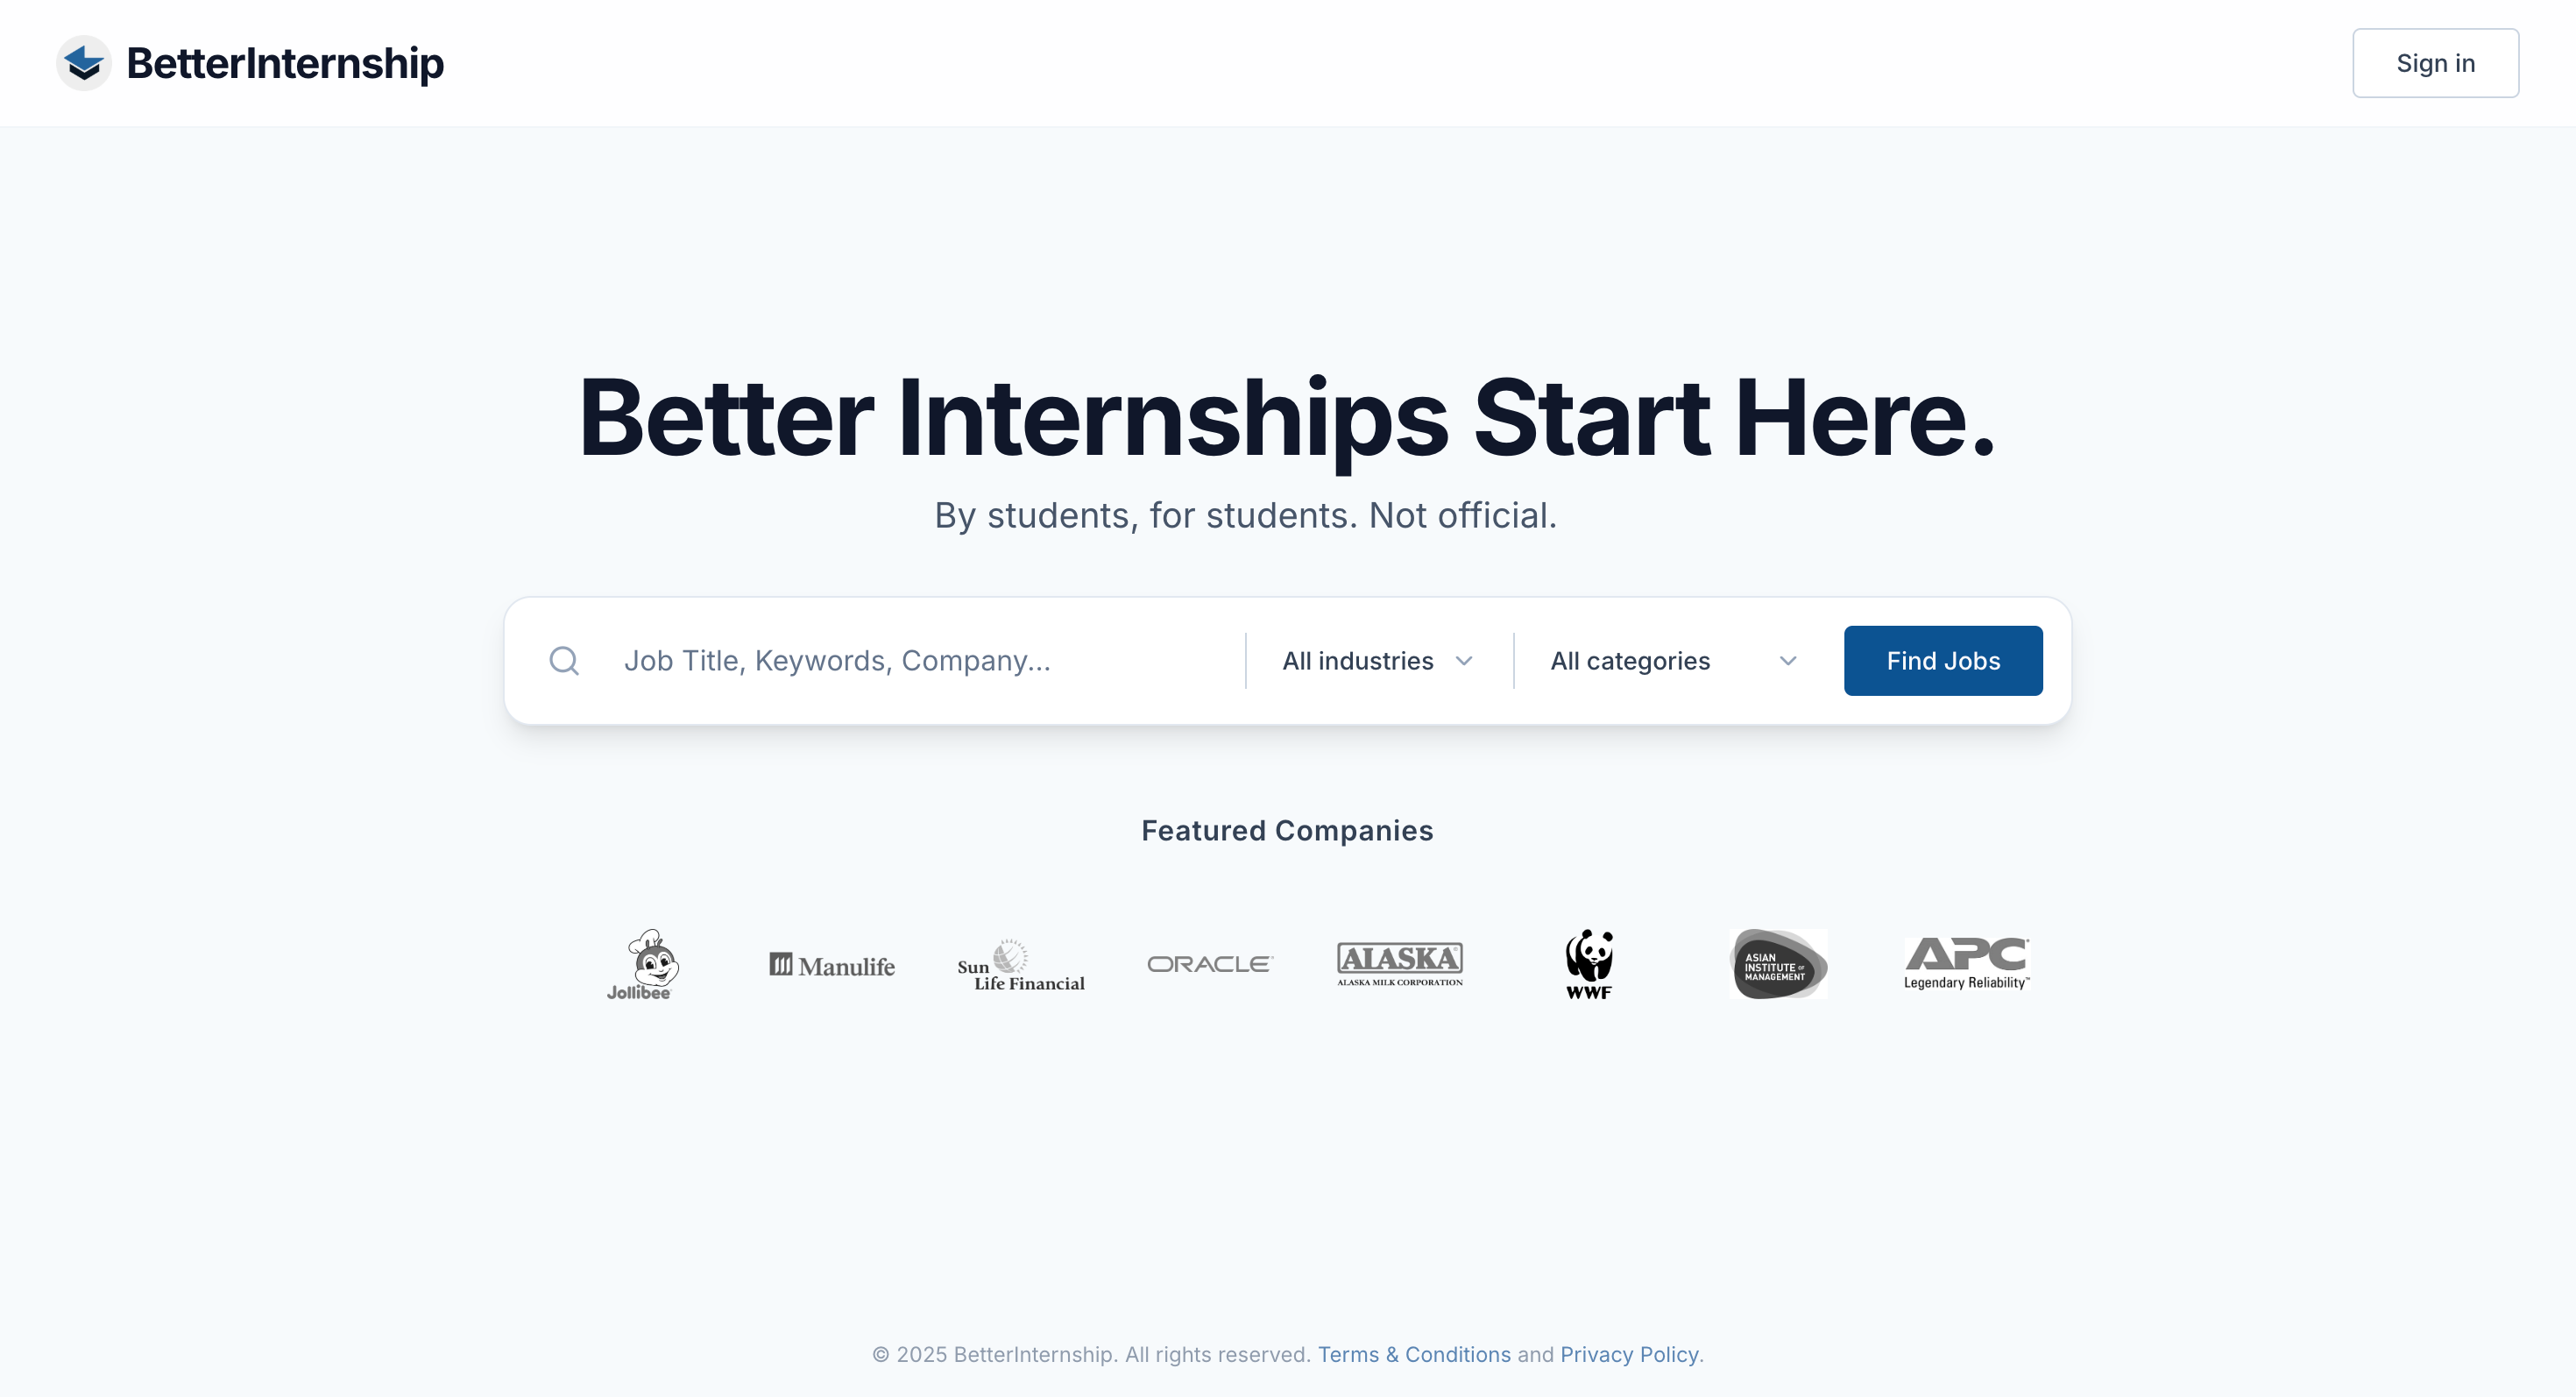 BetterInternship
Sign in
Better Internships Start Here.
By students, for students. Not official.
Job Title, Keywords, Company...
All industries
All categories
Find Jobs
Featured Companies
Jollibee
Manulife
Sun
Life Financial
ORACLE
ALASKA
ALASKA MILK CORPORATION
WWF
ASIAN
INSTITUTE OF
MANAGEMENT
APC
Legendary Reliability™
© 2025 BetterInternship. All rights reserved. Terms & Conditions and Privacy Policy.